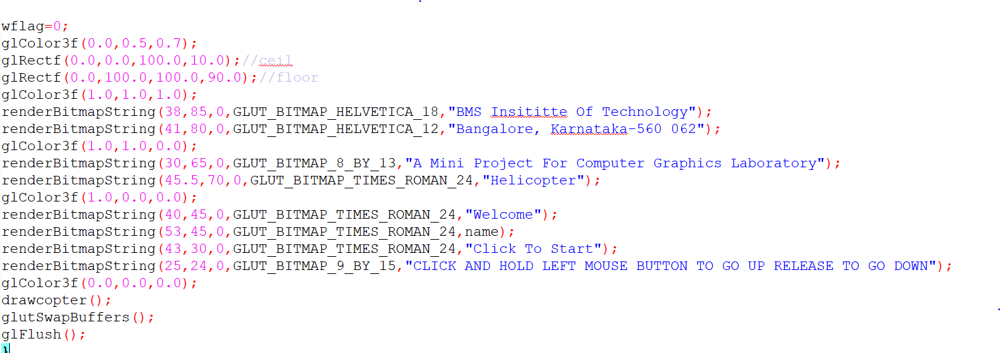 wflag=0;
glColor3f(0.0,0.5,0.7);
glRectf(0.0,0.0,100.0,10.0);//ceil
glRectf(0.0,100.0,100.0,90.0);//floor
glColor3f(1.0,1.0,1.0);
renderBitmapString(38,85,0,GLUT_BITMAP_HELVETICA_18,"BMS Insititte Of Technology");
renderBitmapString(41,80,0,GLUT_BITMAP_HELVETICA_12,"Bangalore, Karnataka-560 062");
glColor3f(1.0,1.0,0.0);
renderBitmapString(30,65,0,GLUT_BITMAP_8_BY_13,"A Mini Project For Computer Graphics Laboratory");
renderBitmapString(45.5,70,0,GLUT_BITMAP_TIMES_ROMAN_24,"Helicopter");
glColor3f(1.0,0.0,0.0);
renderBitmapString(40,45,0,GLUT_BITMAP_TIMES_ROMAN_24,"Welcome");
renderBitmapString(53,45,0,GLUT_BITMAP_TIMES_ROMAN_24,name);
renderBitmapString(43,30,0,GLUT_BITMAP_TIMES_ROMAN_24,"Click To Start");
renderBitmapString(25,24,0,GLUT_BITMAP_9_BY_15,"CLICK AND HOLD LEFT MOUSE BUTTON TO GO UP RELEASE TO GO DOWN");
glColor3f(0.0,0.0,0.0);
drawcopter();
glutSwapBuffers();
glFlush();
}